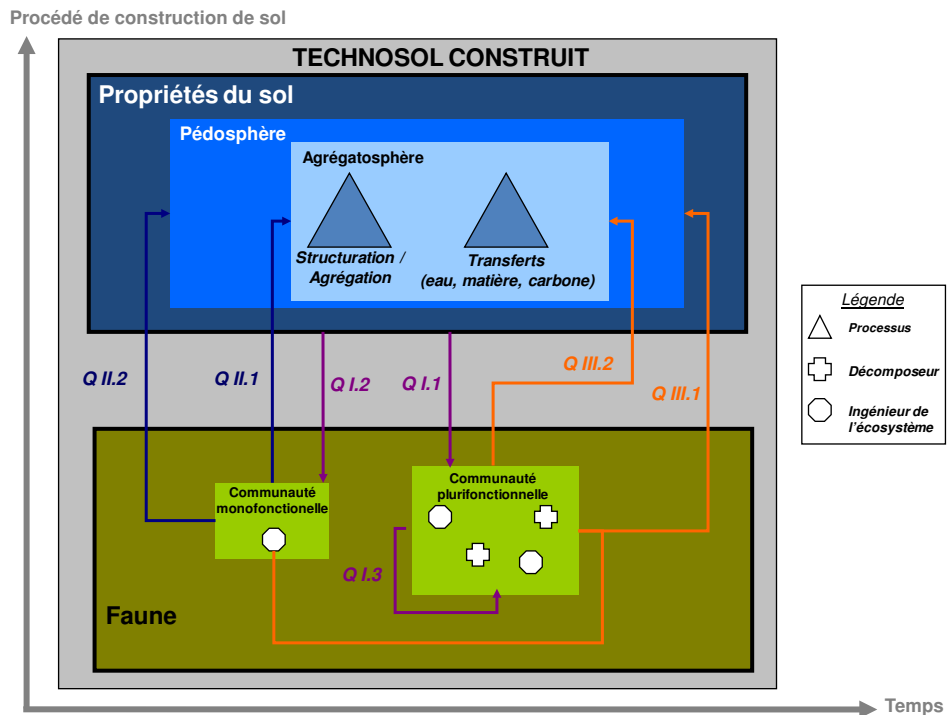 Procédé de construction de sol
TECHNOSOL CONSTRUIT
Propriétés du sol
Pédosphère
Agrégatosphère
Structuration /
Agrégation
Transferts
(eau, matière, carbone)
Q II.2
Q II.1
Q I.2
Q I.1
Q III.2
Q III.1
Communauté
monofonctionelle
Communauté
plurifonctionnelle
Q I.3
Faune
Légende
Processus
Décomposeur
Ingénieur de
l'écosystème
Temps